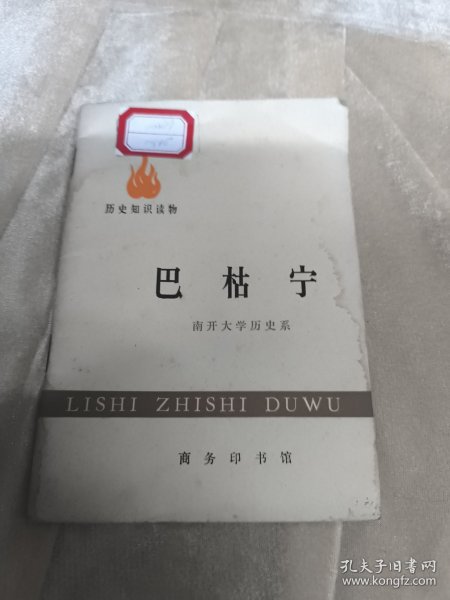 历史知识读物
巴枯宁
南开大学历史系
LISHI ZHISHI DUWU
商务印书馆
孔夫子旧书网
www.kongfz.com